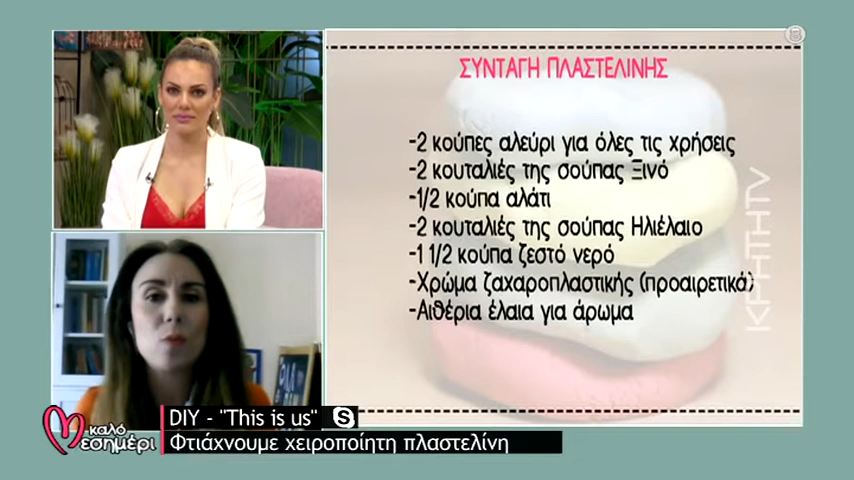 ΣΥΝΤΑΓΗ ΠΛΑΣΤΕΛΙΝΗΣ
-2 κούπες αλεύρι για όλες τις χρήσεις
-2 κουταλιές της σούπας Ξινό
-1/2 κούπα αλάτι
-2 κουταλιές της σούπας Ηλιέλαιο
-1 1/2 κούπα ζεστό νερό
-Χρώμα ζαχαροπλαστικής (προαιρετικά)
-Αιθέρια έλαια για άρωμα
ΚΡΗΤΗTV
DIY - "This is us"
Φτιάχνουμε χειροποίητη πλαστελίνη
καλό
μεσημέρι